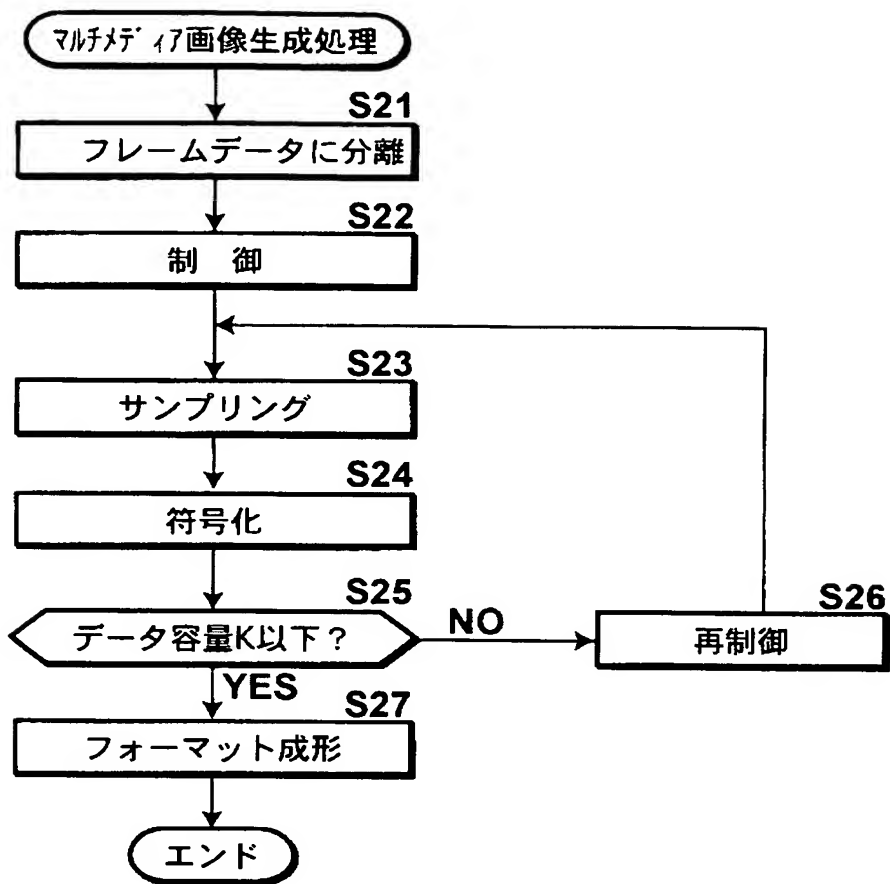 マルチメディア画像生成処理
S21
フレームデータに分離
S22
制 御
S23
サンプリング
S24
符号化
S25
データ容量K以下？
NO
S26
再制御
YES
S27
フォーマット成形
エンド